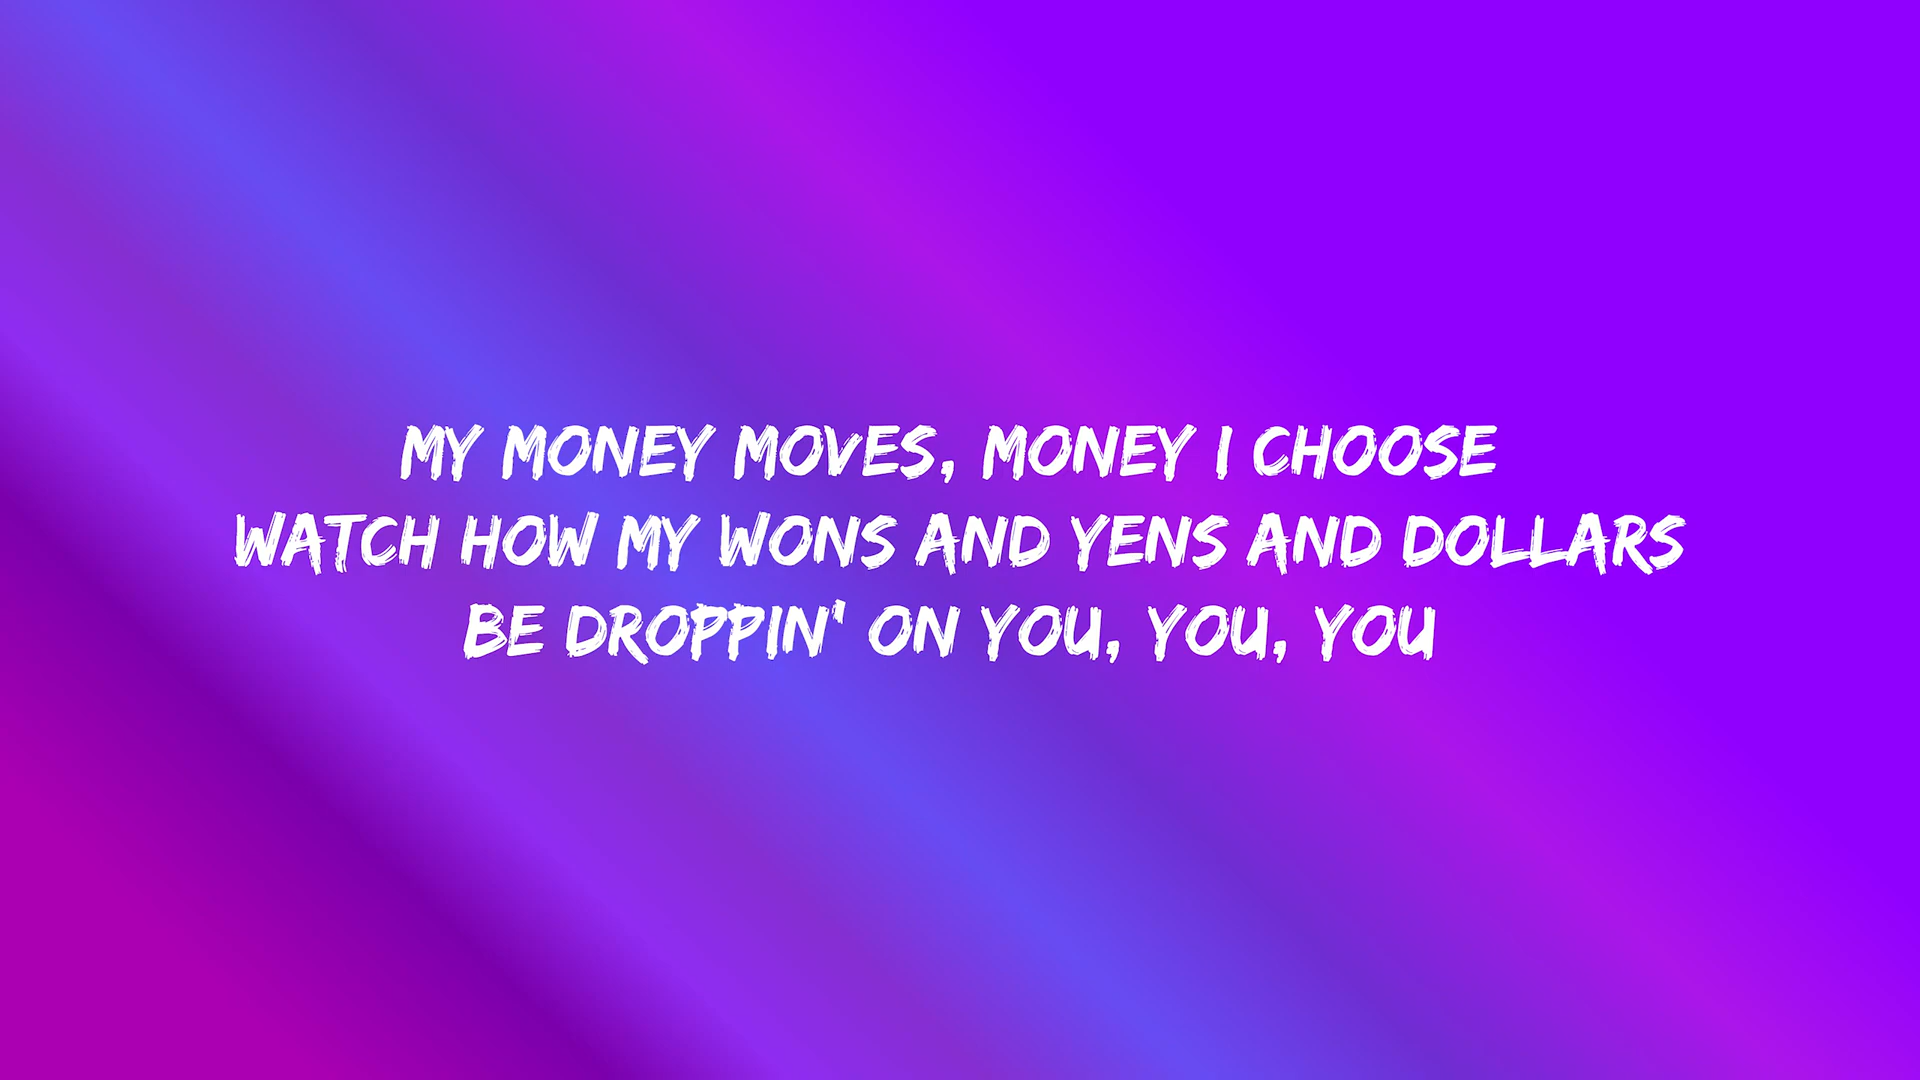 MY MONEY MOVES, MONEY I CHOOSE
WATCH HOW MY WONS AND YENS AND DOLLARS
BE DROPPIN' ON YOU, YOU, YOU